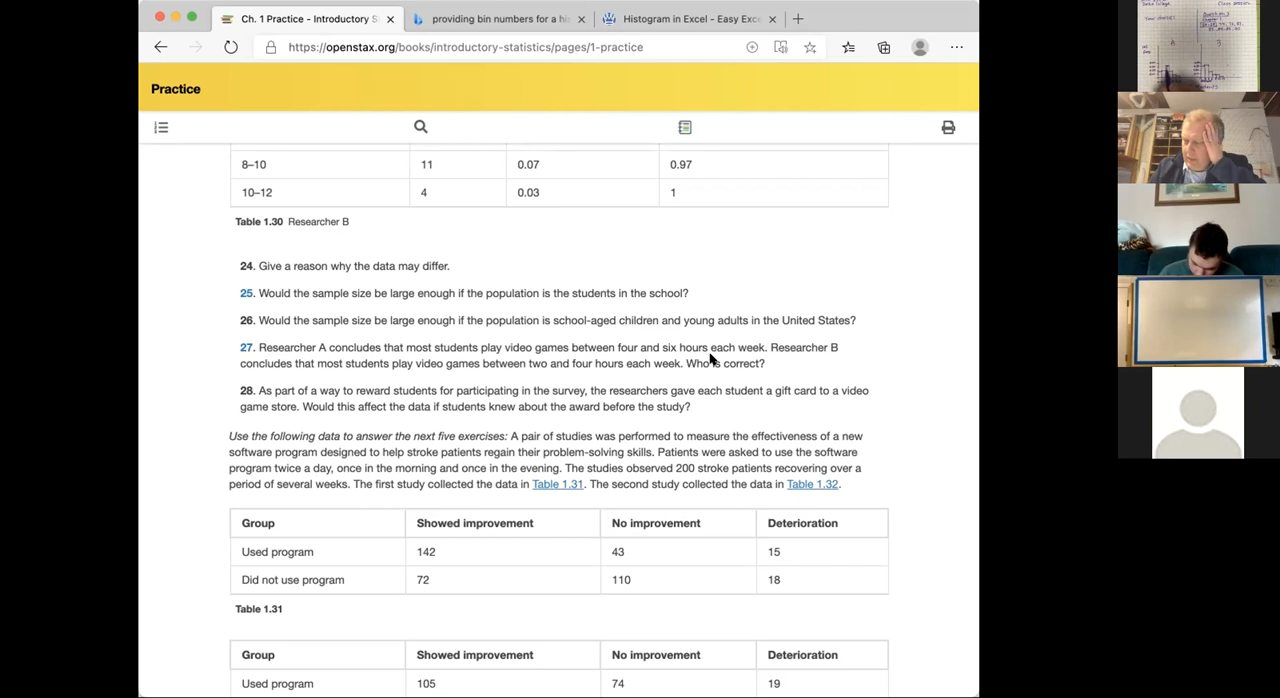 Ch. 1 Practice - Introductory S
providing bin numbers for a his
Histogram in Excel - Easy Exce
https://openstax.org/books/introductory-statistics/pages/1-practice
Practice
8–10 11 0.07 0.97
10–12 4 0.03 1
Table 1.30 Researcher B
24. Give a reason why the data may differ.
25. Would the sample size be large enough if the population is the students in the school?
26. Would the sample size be large enough if the population is school-aged children and young adults in the United States?
27. Researcher A concludes that most students play video games between four and six hours each week. Researcher B
concludes that most students play video games between two and four hours each week. Who is correct?
28. As part of a way to reward students for participating in the survey, the researchers gave each student a gift card to a video
game store. Would this affect the data if students knew about the award before the study?
Use the following data to answer the next five exercises: A pair of studies was performed to measure the effectiveness of a new
software program designed to help stroke patients regain their problem-solving skills. Patients were asked to use the software
program twice a day, once in the morning and once in the evening. The studies observed 200 stroke patients recovering over a
period of several weeks. The first study collected the data in Table 1.31. The second study collected the data in Table 1.32.
Group Showed improvement No improvement Deterioration
Used program 142 43 15
Did not use program 72 110 18
Table 1.31
Group Showed improvement No improvement Deterioration
Used program 105 74 19
A B